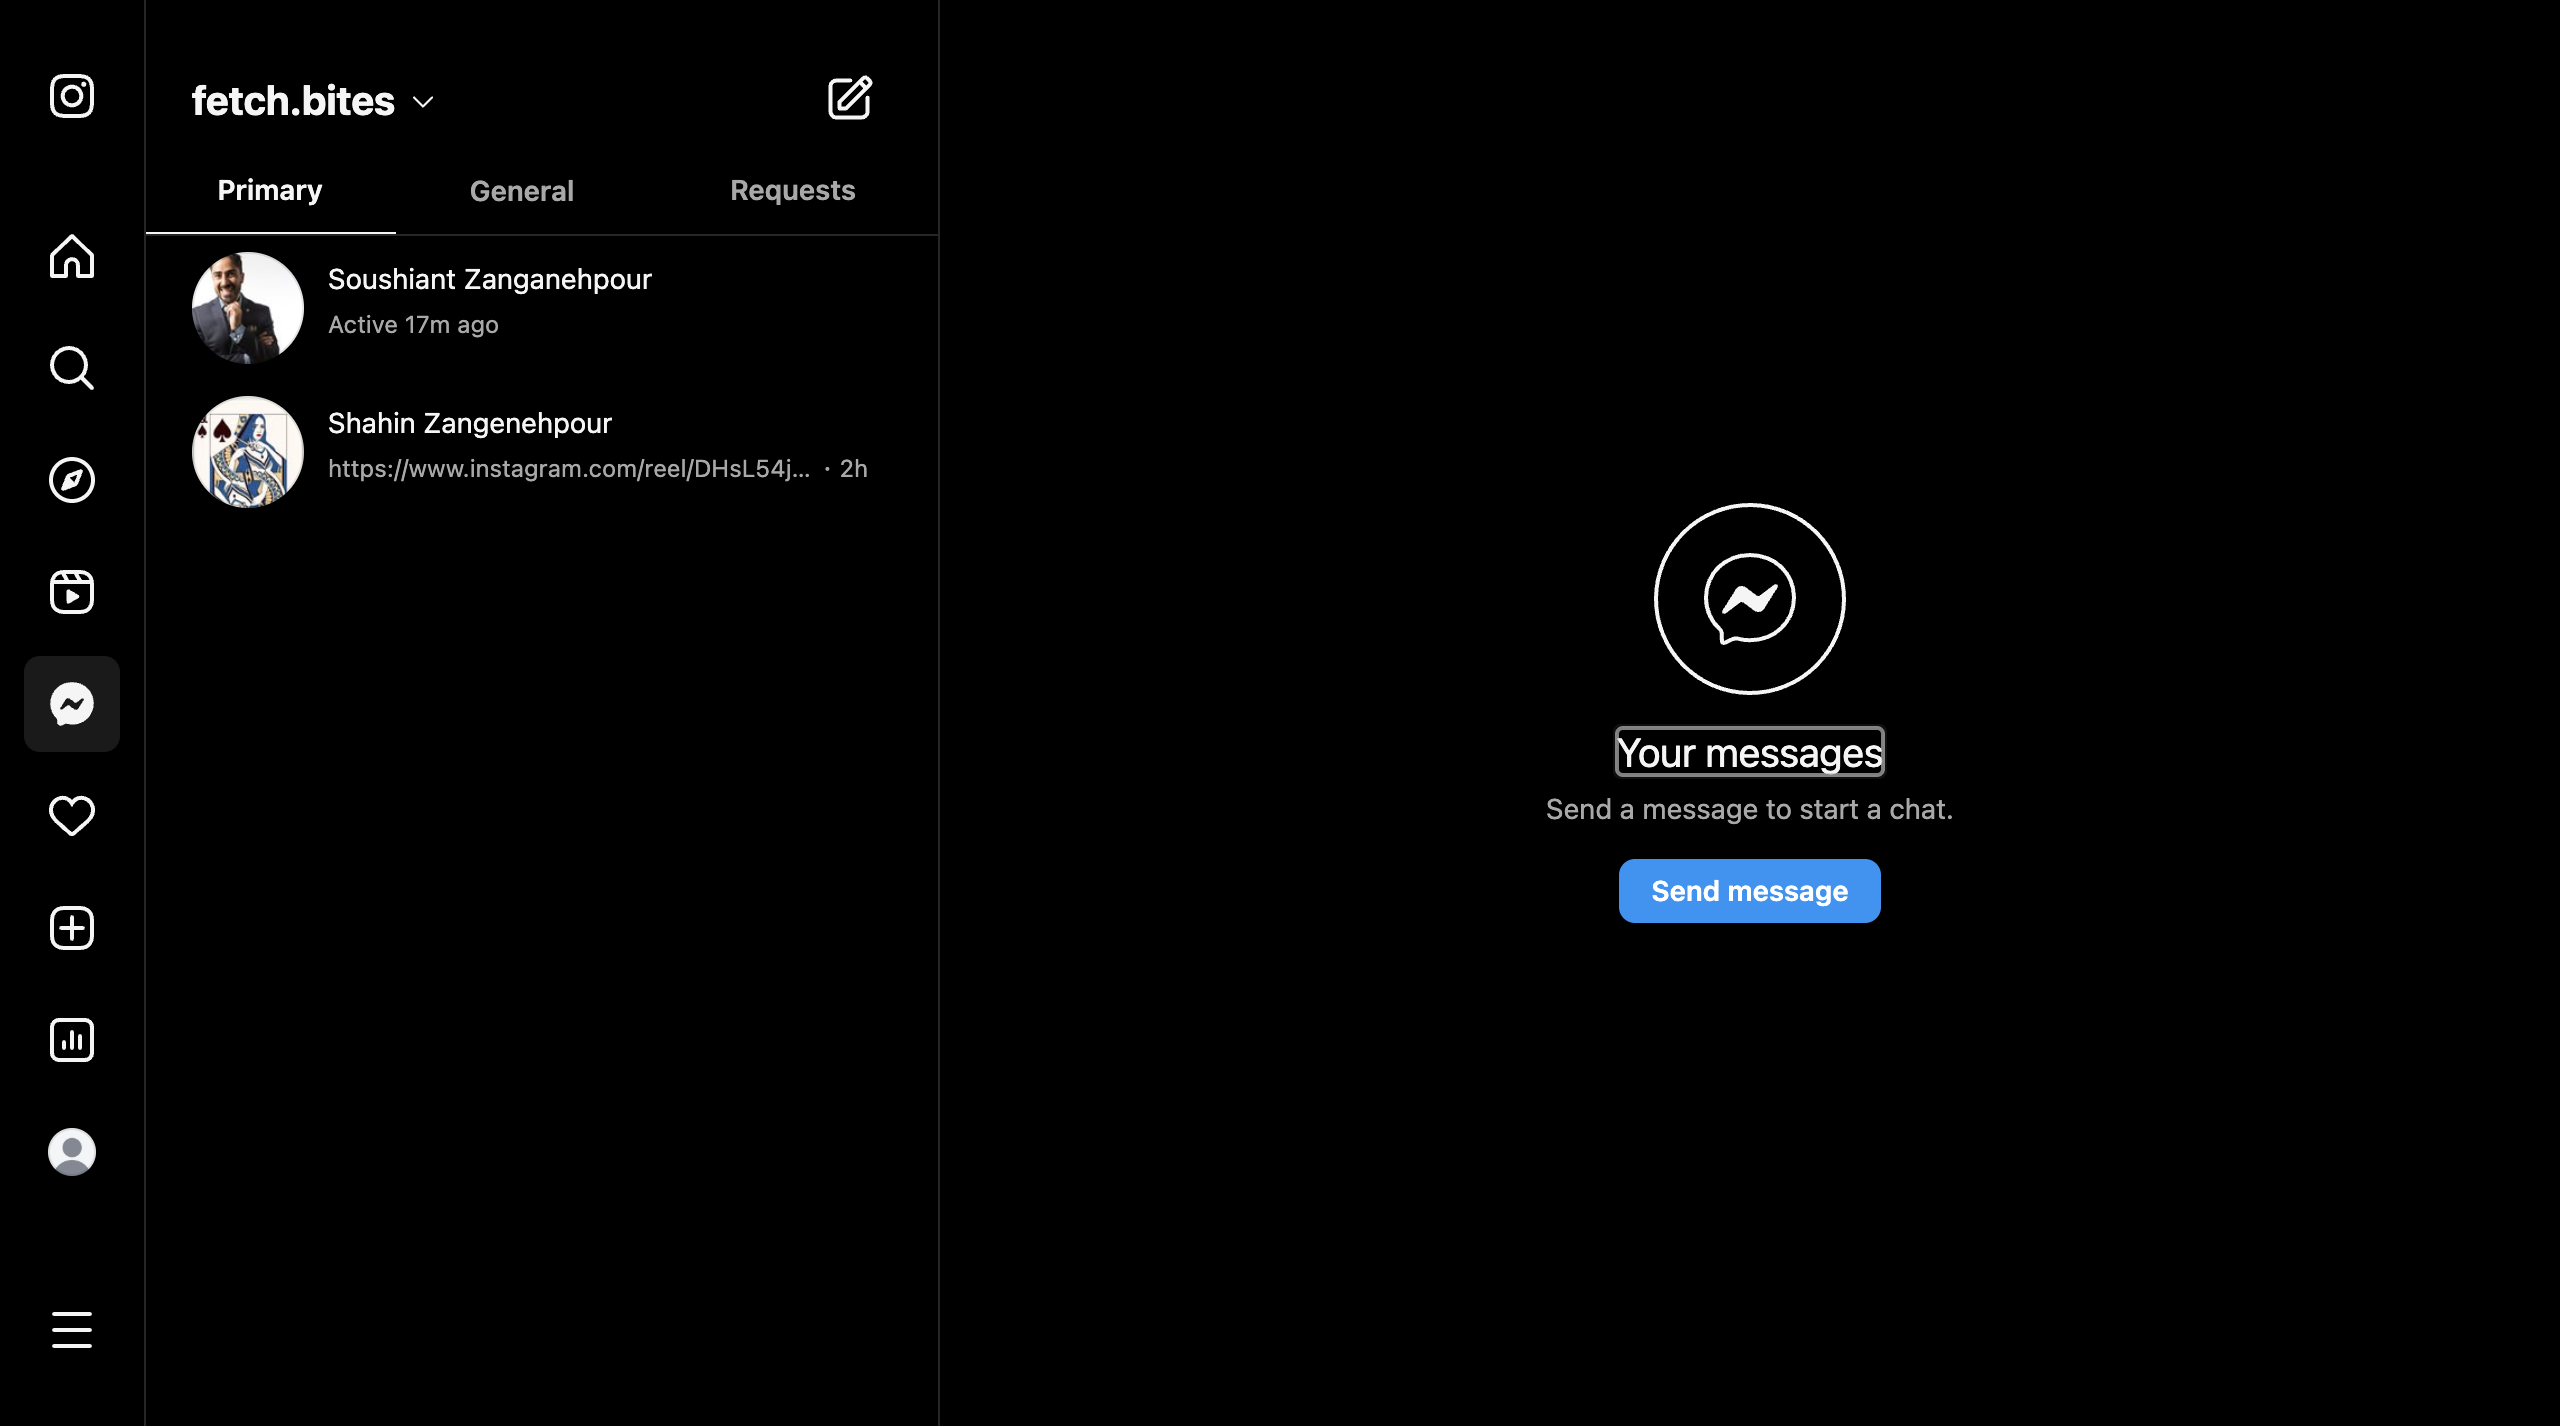 fetch.bites
Primary
General
Requests
Soushiant Zanganehpour
Active 17m ago
Shahin Zangenehpour
https://www.instagram.com/reel/DHsL54j... · 2h
Your messages
Send a message to start a chat.
Send message